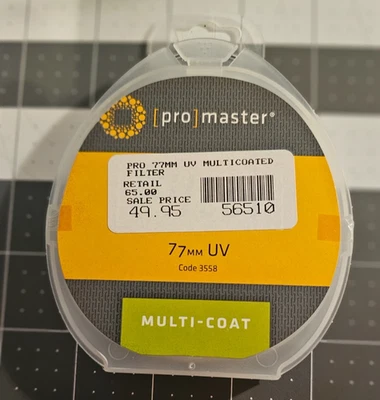 [pro]master®
PRO 77MM UV MULTICOATED
FILTER
RETAIL
65.00
SALE PRICE
49.95 56510
77MM UV
Code 3558
MULTI-COAT